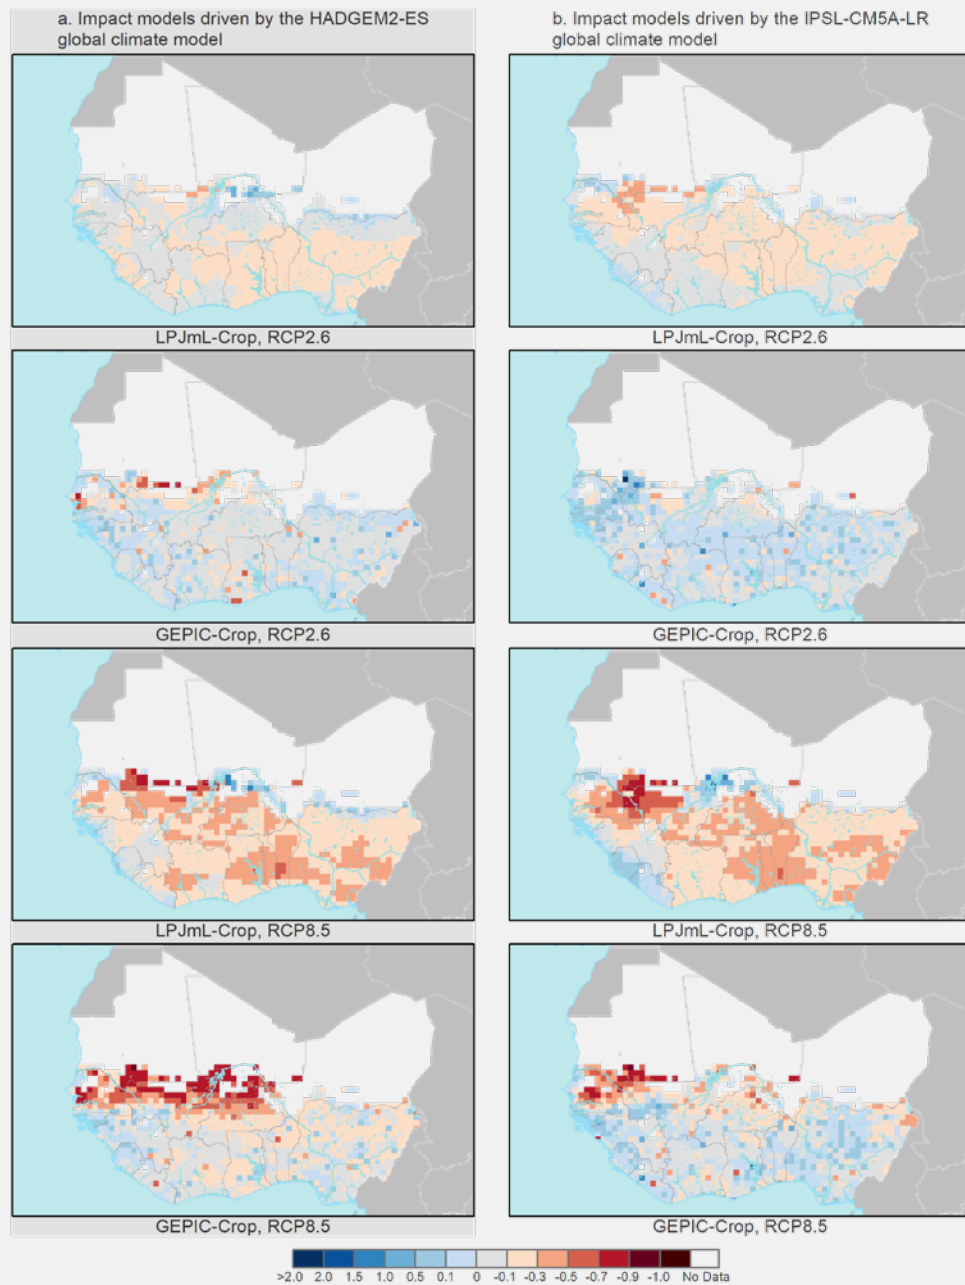 a. Impact models driven by the HADGEM2-ES
global climate model
b. Impact models driven by the IPSL-CM5A-LR
global climate model
LPJmL-Crop, RCP2.6
LPJmL-Crop, RCP2.6
GEPIC-Crop, RCP2.6
GEPIC-Crop, RCP2.6
LPJmL-Crop, RCP8.5
LPJmL-Crop, RCP8.5
GEPIC-Crop, RCP8.5
GEPIC-Crop, RCP8.5
>2.0 2.0 1.5 1.0 0.5 0.1 0 -0.1 -0.3 -0.5 -0.7 -0.9 -1.0 No Data